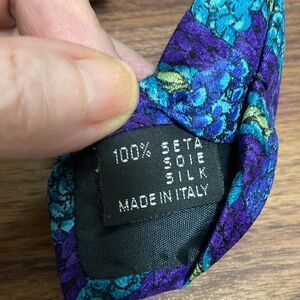 100% SETA
SOIE
SILK
MADE IN ITALY